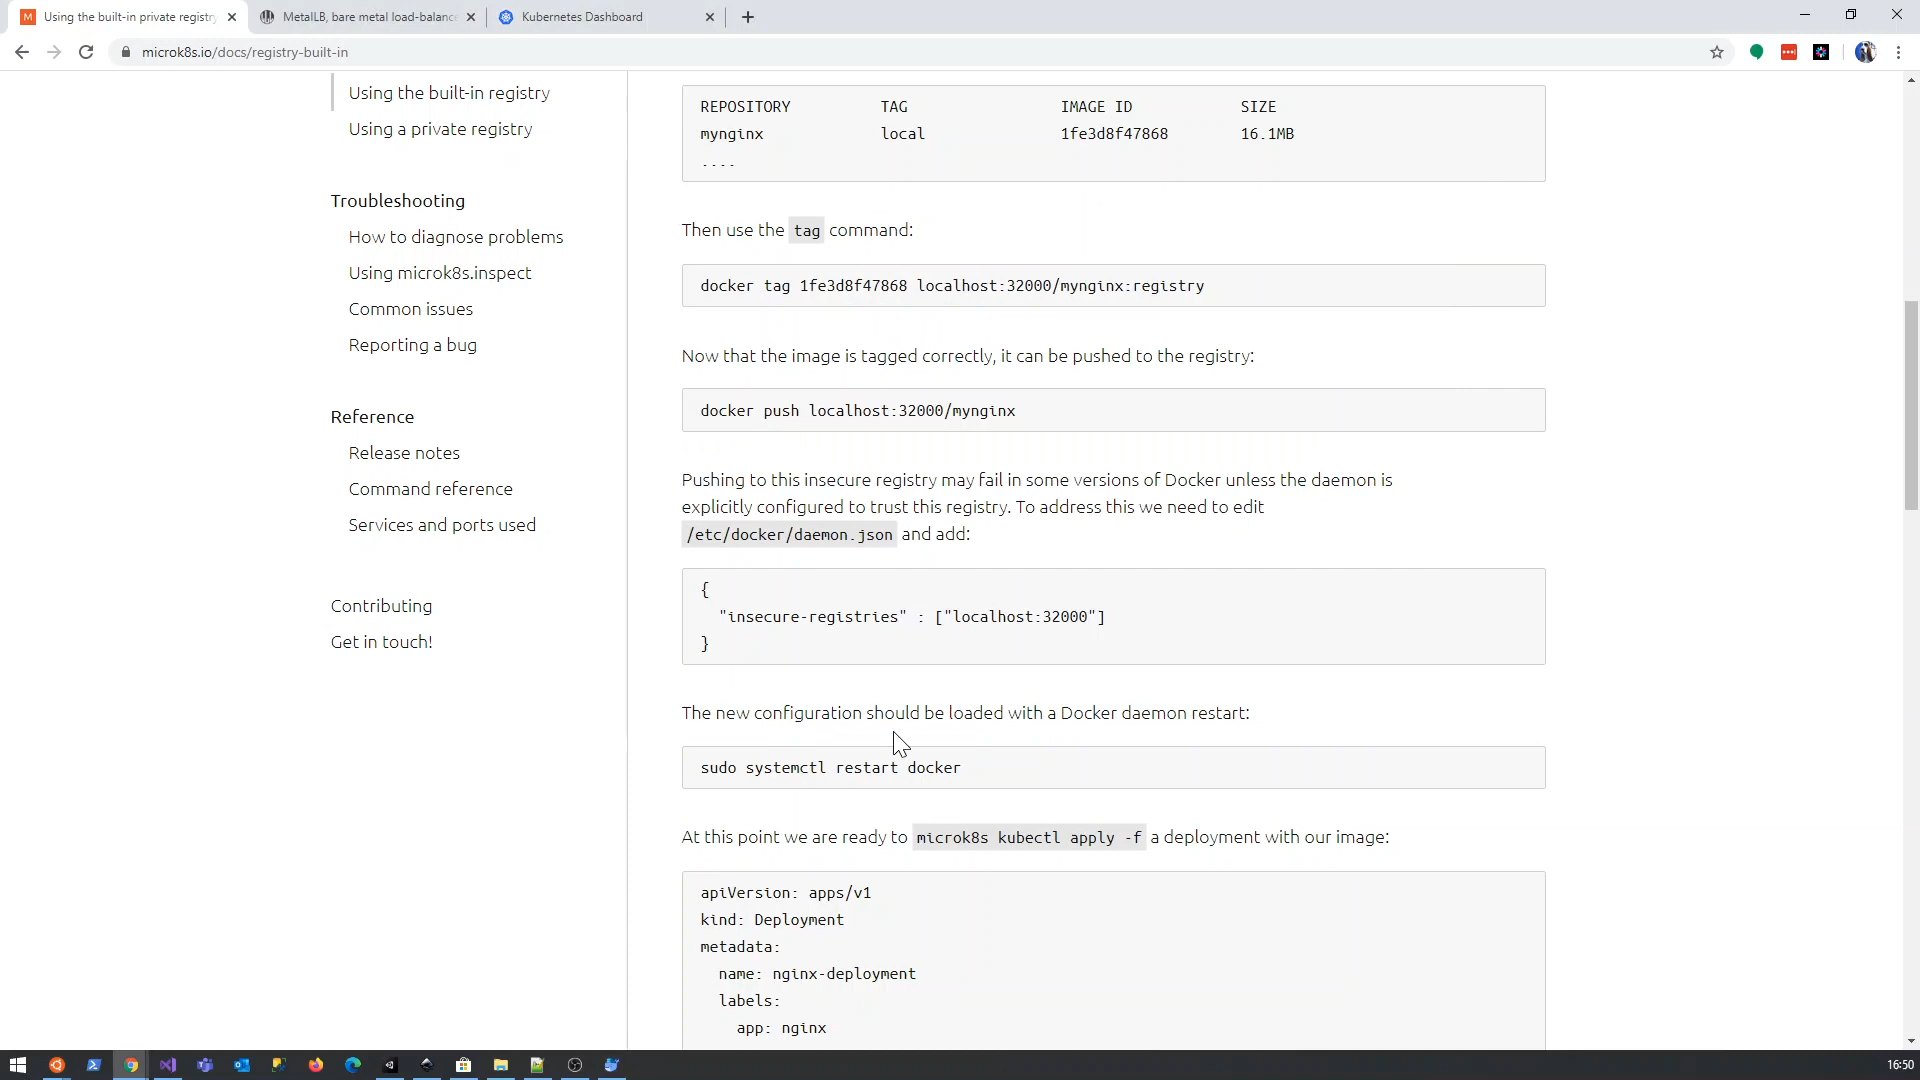 Using the built-in private registry
MetalLB, bare metal load-balance
Kubernetes Dashboard
microk8s.io/docs/registry-built-in
Using the built-in registry
Using a private registry
Troubleshooting
How to diagnose problems
Using microk8s.inspect
Common issues
Reporting a bug
Reference
Release notes
Command reference
Services and ports used
Contributing
Get in touch!
REPOSITORY TAG IMAGE ID SIZE
mynginx local 1fe3d8f47868 16.1MB
....
Then use the tag command:
docker tag 1fe3d8f47868 localhost:32000/mynginx:registry
Now that the image is tagged correctly, it can be pushed to the registry:
docker push localhost:32000/mynginx
Pushing to this insecure registry may fail in some versions of Docker unless the daemon is
explicitly configured to trust this registry. To address this we need to edit
/etc/docker/daemon.json and add:
{
"insecure-registries" : ["localhost:32000"]
}
The new configuration should be loaded with a Docker daemon restart:
sudo systemctl restart docker
At this point we are ready to microk8s kubectl apply -f a deployment with our image:
apiVersion: apps/v1
kind: Deployment
metadata:
name: nginx-deployment
labels:
app: nginx
16:50